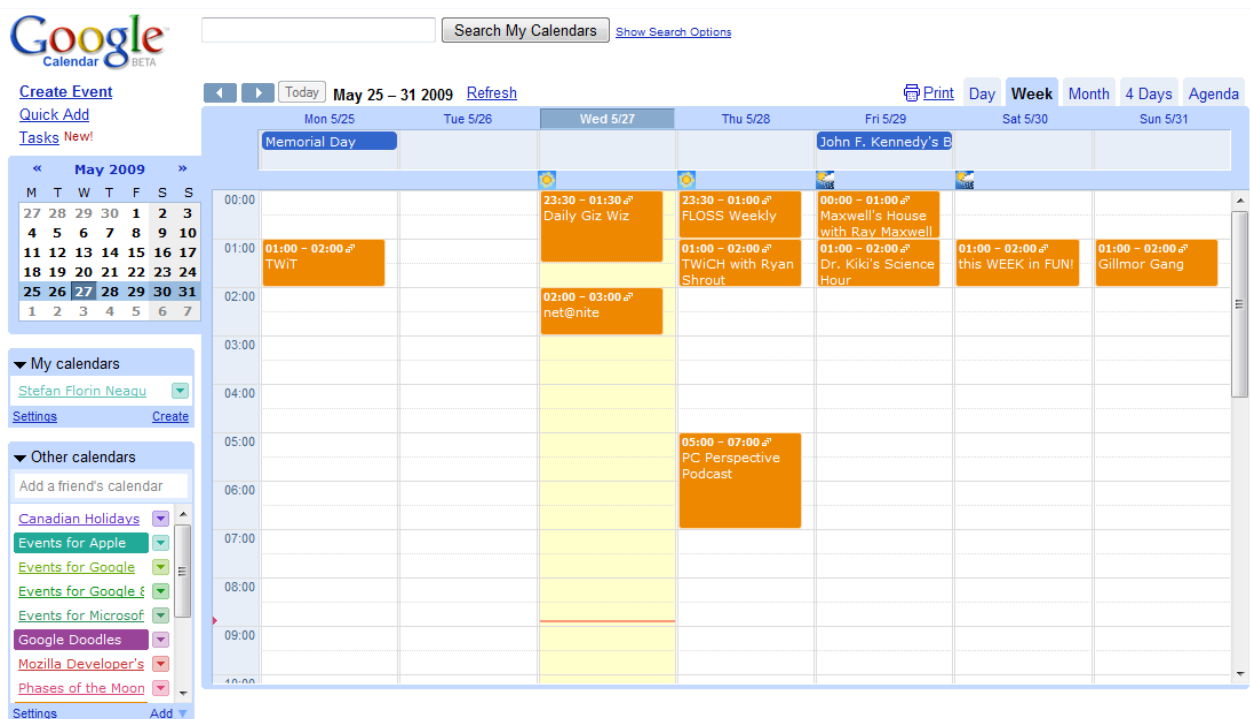 Google
Calendar BETA
Search My Calendars
Show Search Options
Create Event
Quick Add
Tasks New!
Today
May 25 – 31 2009
Refresh
Print
Day
Week
Month
4 Days
Agenda
« May 2009 »
M T W T F S S
27 28 29 30 1 2 3
4 5 6 7 8 9 10
11 12 13 14 15 16 17
18 19 20 21 22 23 24
25 26 27 28 29 30 31
1 2 3 4 5 6 7
My calendars
Stefan Florin Neagu
Settings Create
Other calendars
Add a friend's calendar
Canadian Holidays
Events for Apple
Events for Google
Events for Google &
Events for Microsof
Google Doodles
Mozilla Developer's
Phases of the Moon
Settings Add
Mon 5/25 Tue 5/26 Wed 5/27 Thu 5/28 Fri 5/29 Sat 5/30 Sun 5/31
Memorial Day
John F. Kennedy's B
00:00
01:00
02:00
03:00
04:00
05:00
06:00
07:00
08:00
09:00
10:00
01:00 – 02:00
TWiT
23:30 – 01:30
Daily Giz Wiz
02:00 – 03:00
net@nite
23:30 – 01:00
FLOSS Weekly
01:00 – 02:00
TWiCH with Ryan
Shrout
05:00 – 07:00
PC Perspective
Podcast
00:00 – 01:00
Maxwell's House
with Ray Maxwell
01:00 – 02:00
Dr. Kiki's Science
Hour
01:00 – 02:00
this WEEK in FUN!
01:00 – 02:00
Gillmor Gang